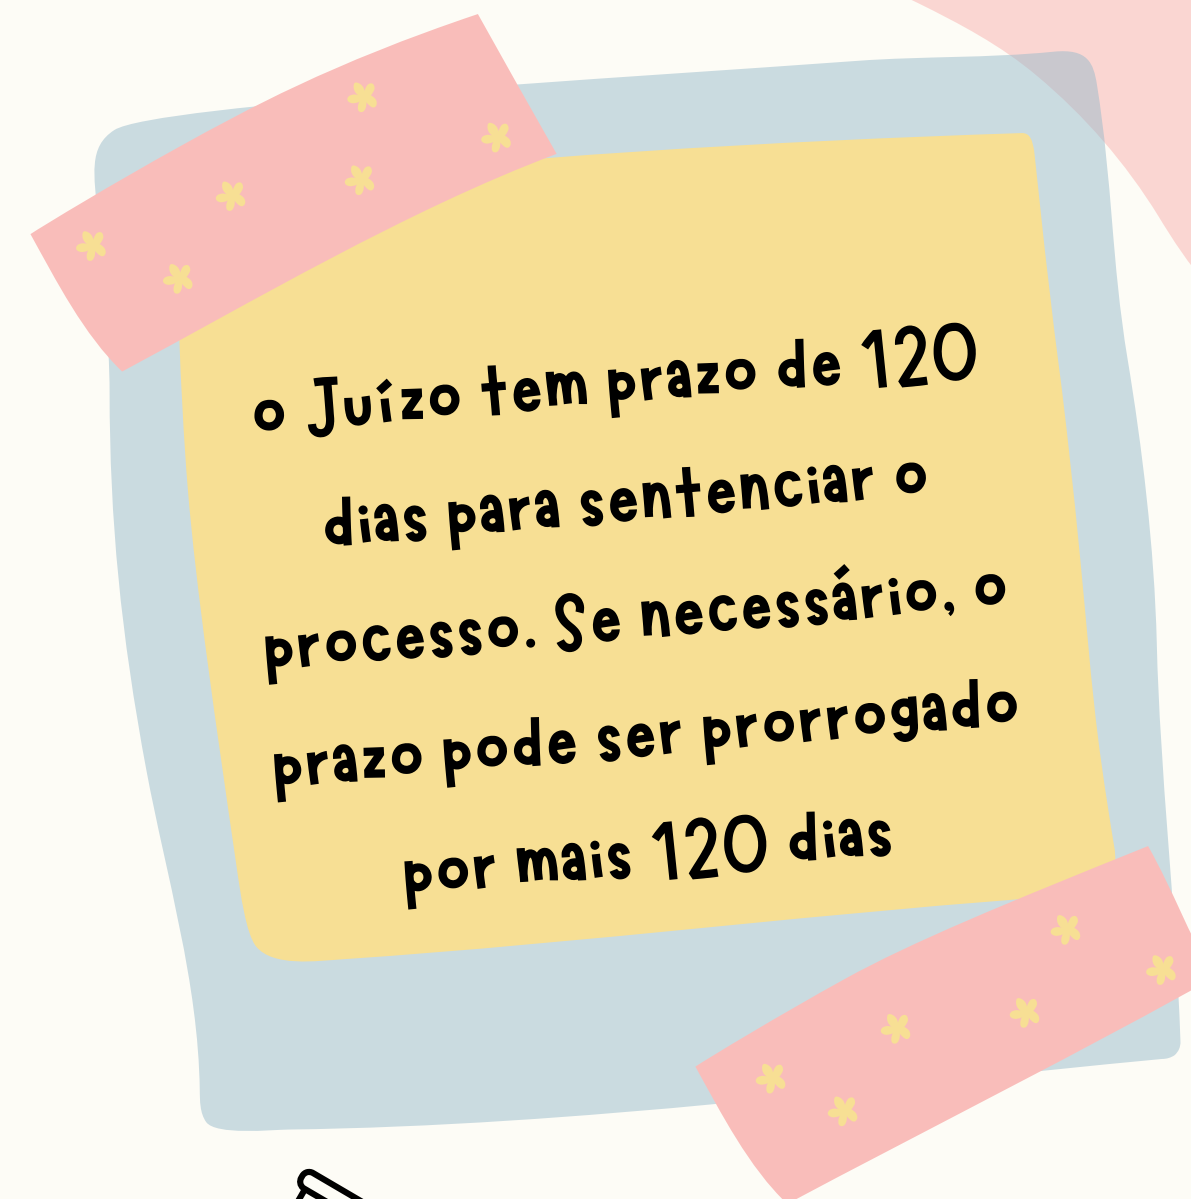 o Juízo tem prazo de 120
dias para sentenciar o
processo. Se necessário, o
prazo pode ser prorrogado
por mais 120 dias